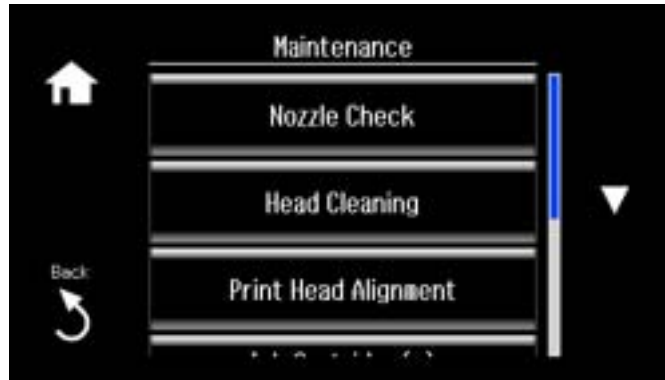 Maintenance
Nozzle Check
Head Cleaning
Back
Print Head Alignment